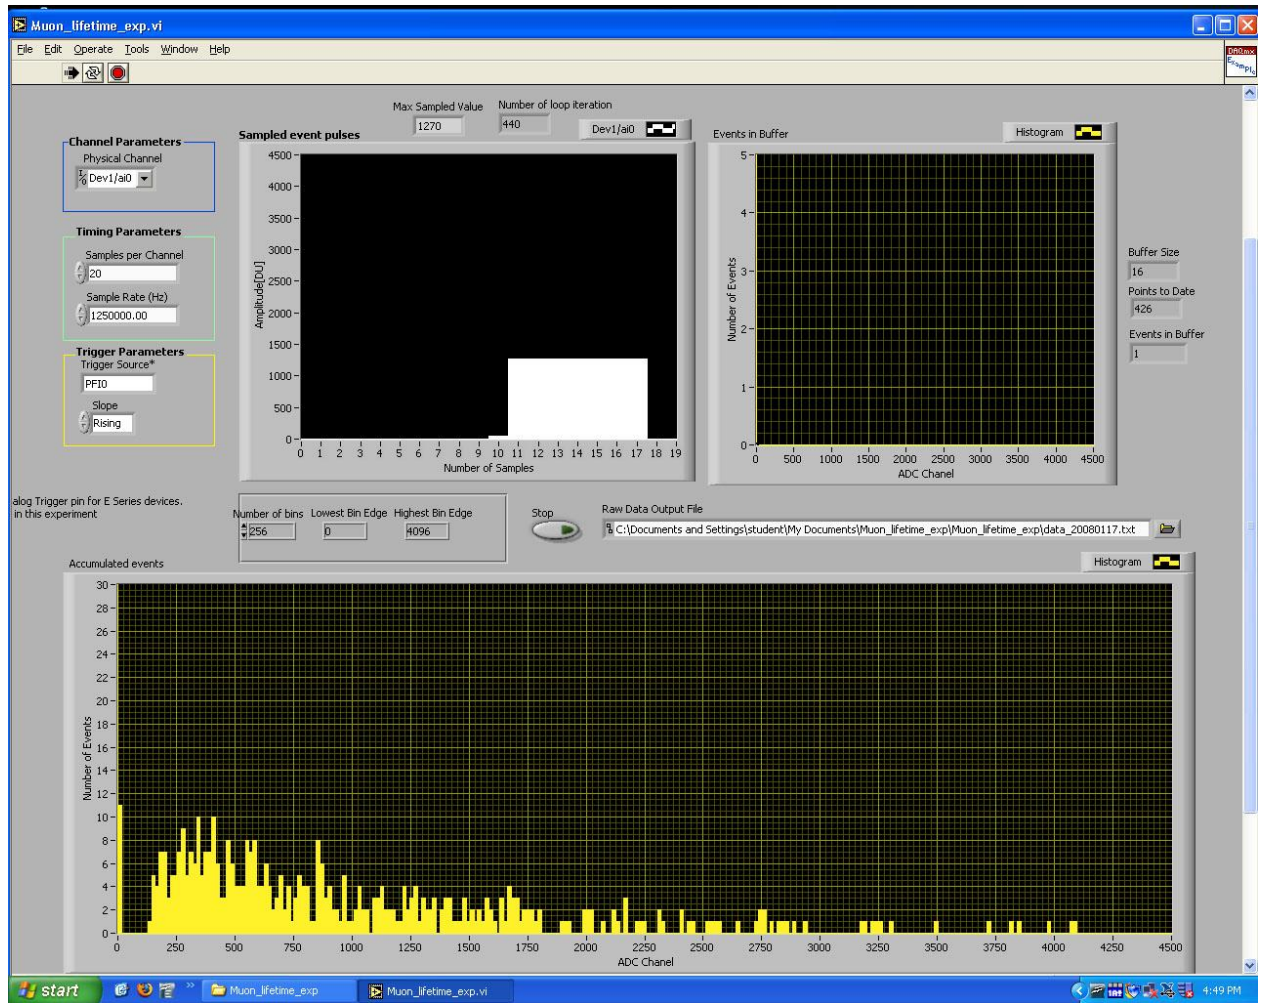 Muon_lifetime_exp.vi
File Edit Operate Tools Window Help
DAQmx
Example
Max Sampled Value
1270
Number of loop iteration
440
Sampled event pulses
Dev1/ai0
Events in Buffer
Histogram
Channel Parameters
Physical Channel
Dev1/ai0
Timing Parameters
Samples per Channel
20
Sample Rate (Hz)
1250000.00
Trigger Parameters
Trigger Source*
PFI0
Slope
Rising
Amplitude[DU]
4500
4000
3500
3000
2500
2000
1500
1000
500
0
0 1 2 3 4 5 6 7 8 9 10 11 12 13 14 15 16 17 18 19
Number of Samples
Number of Events
5
4
3
2
1
0
0 500 1000 1500 2000 2500 3000 3500 4000 4500
ADC Chanel
Buffer Size
16
Points to Date
426
Events in Buffer
1
alog Trigger pin for E Series devices.
in this experiment
Number of bins Lowest Bin Edge Highest Bin Edge
256 0 4096
Stop
Raw Data Output File
C:\Documents and Settings\student\My Documents\Muon_lifetime_exp\Muon_lifetime_exp\data_20080117.txt
Accumulated events
Histogram
Number of Events
30
28
26
24
22
20
18
16
14
12
10
8
6
4
2
0
0 250 500 750 1000 1250 1500 1750 2000 2250 2500 2750 3000 3250 3500 3750 4000 4250 4500
ADC Chanel
start
Muon_lifetime_exp
Muon_lifetime_exp.vi
4:49 PM